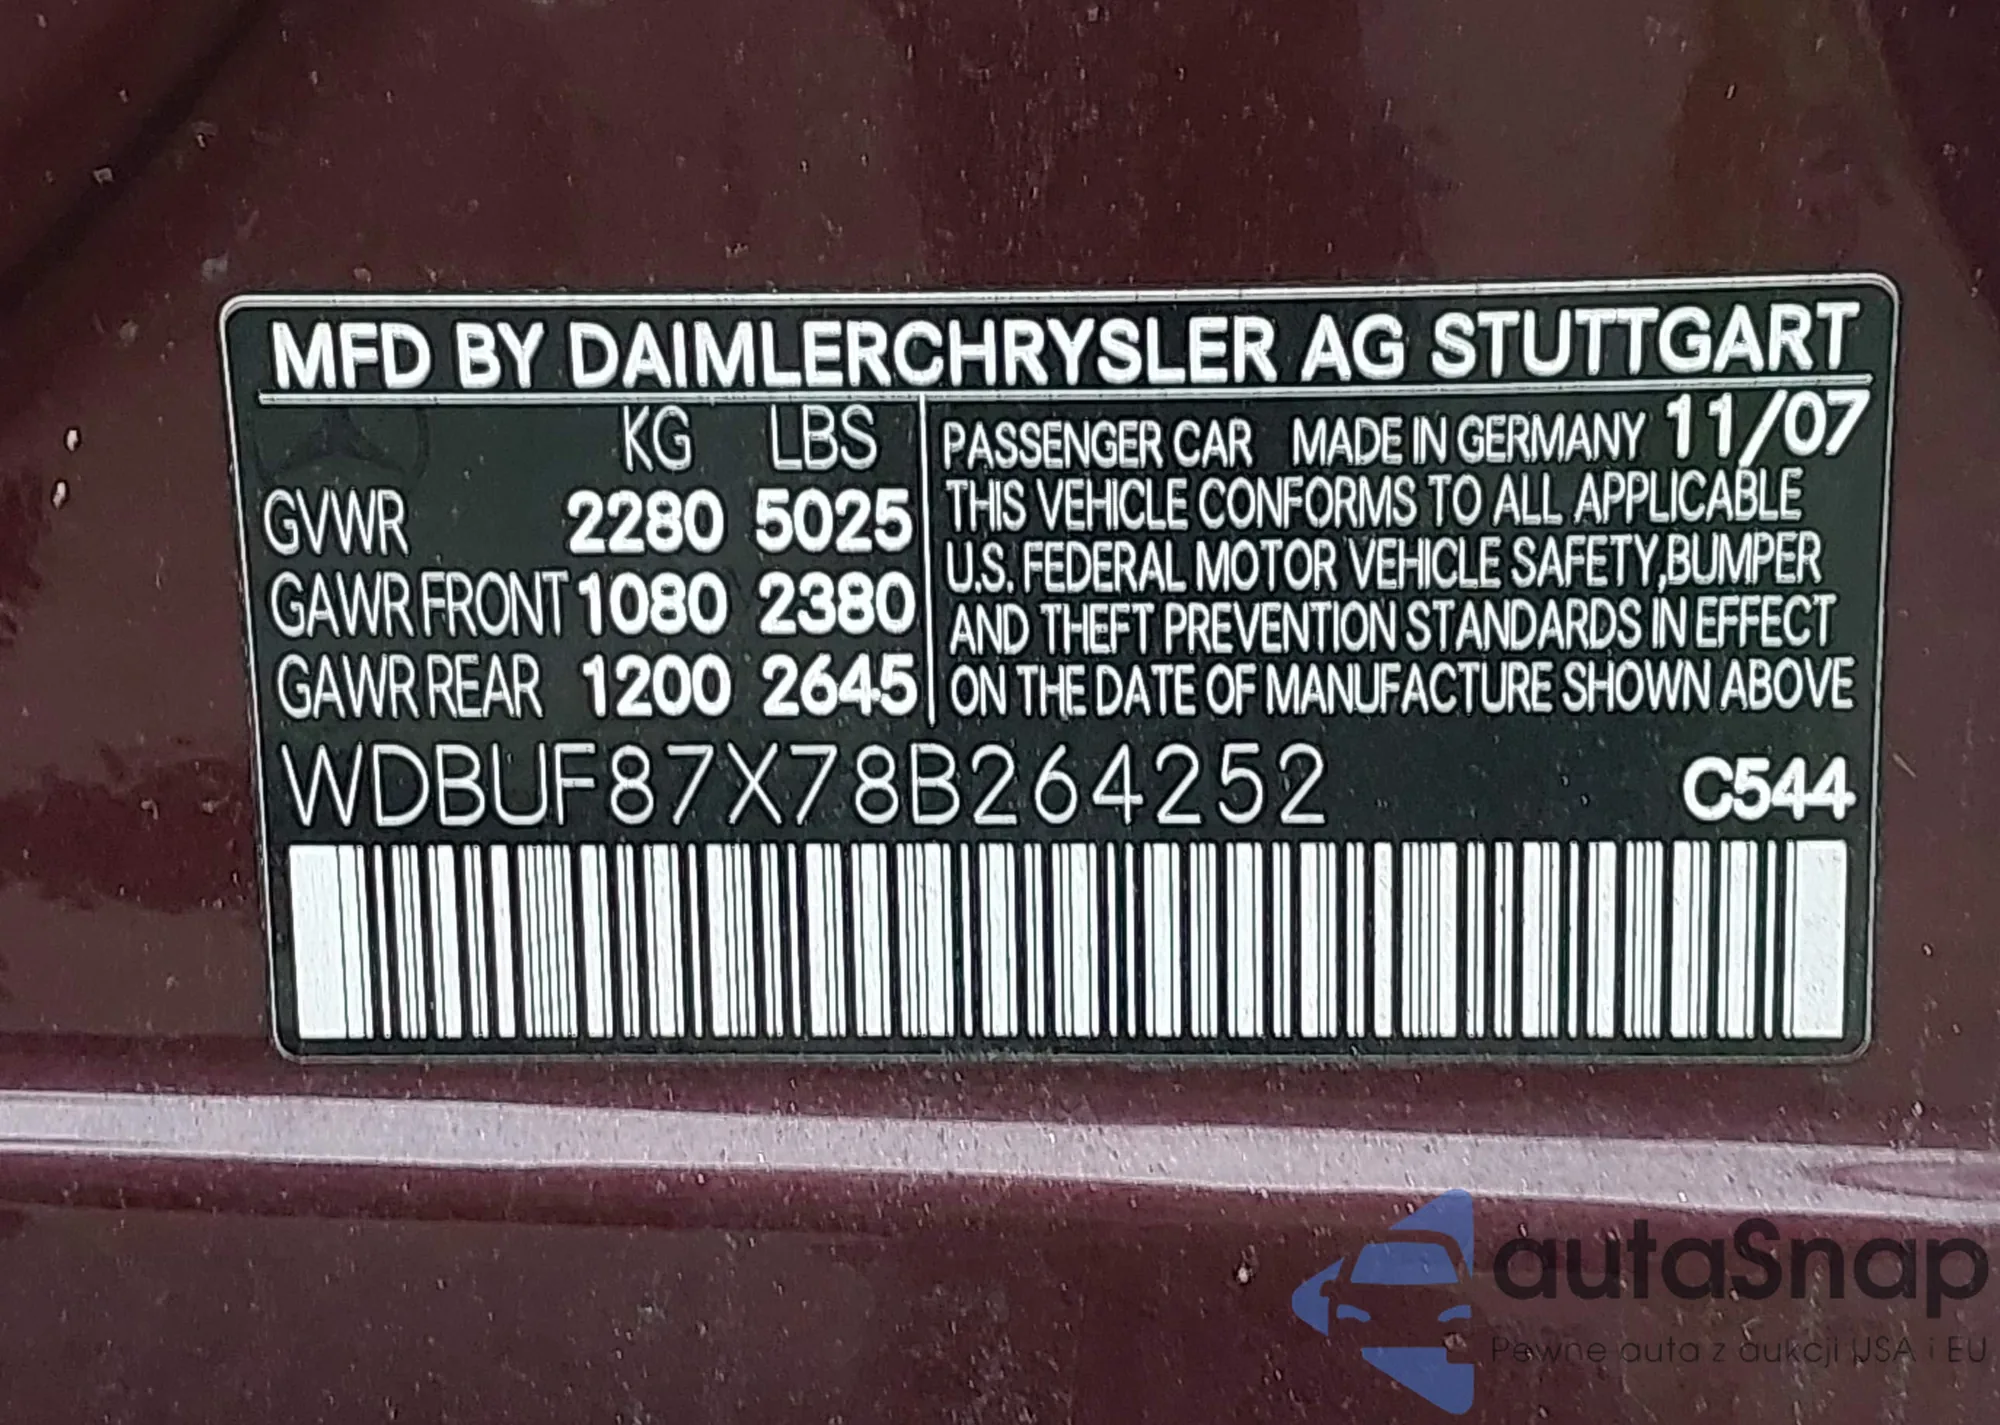 MFD BY DAIMLERCHRYSLER AG STUTTGART
KG LBS
GVWR 2280 5025
GAWR FRONT 1080 2380
GAWR REAR 1200 2645
PASSENGER CAR MADE IN GERMANY 11/07
THIS VEHICLE CONFORMS TO ALL APPLICABLE
U.S. FEDERAL MOTOR VEHICLE SAFETY, BUMPER
AND THEFT PREVENTION STANDARDS IN EFFECT
ON THE DATE OF MANUFACTURE SHOWN ABOVE
WDBUF87X78B264252 C544
autaSnap
Pewne auta z aukcji USA i EU